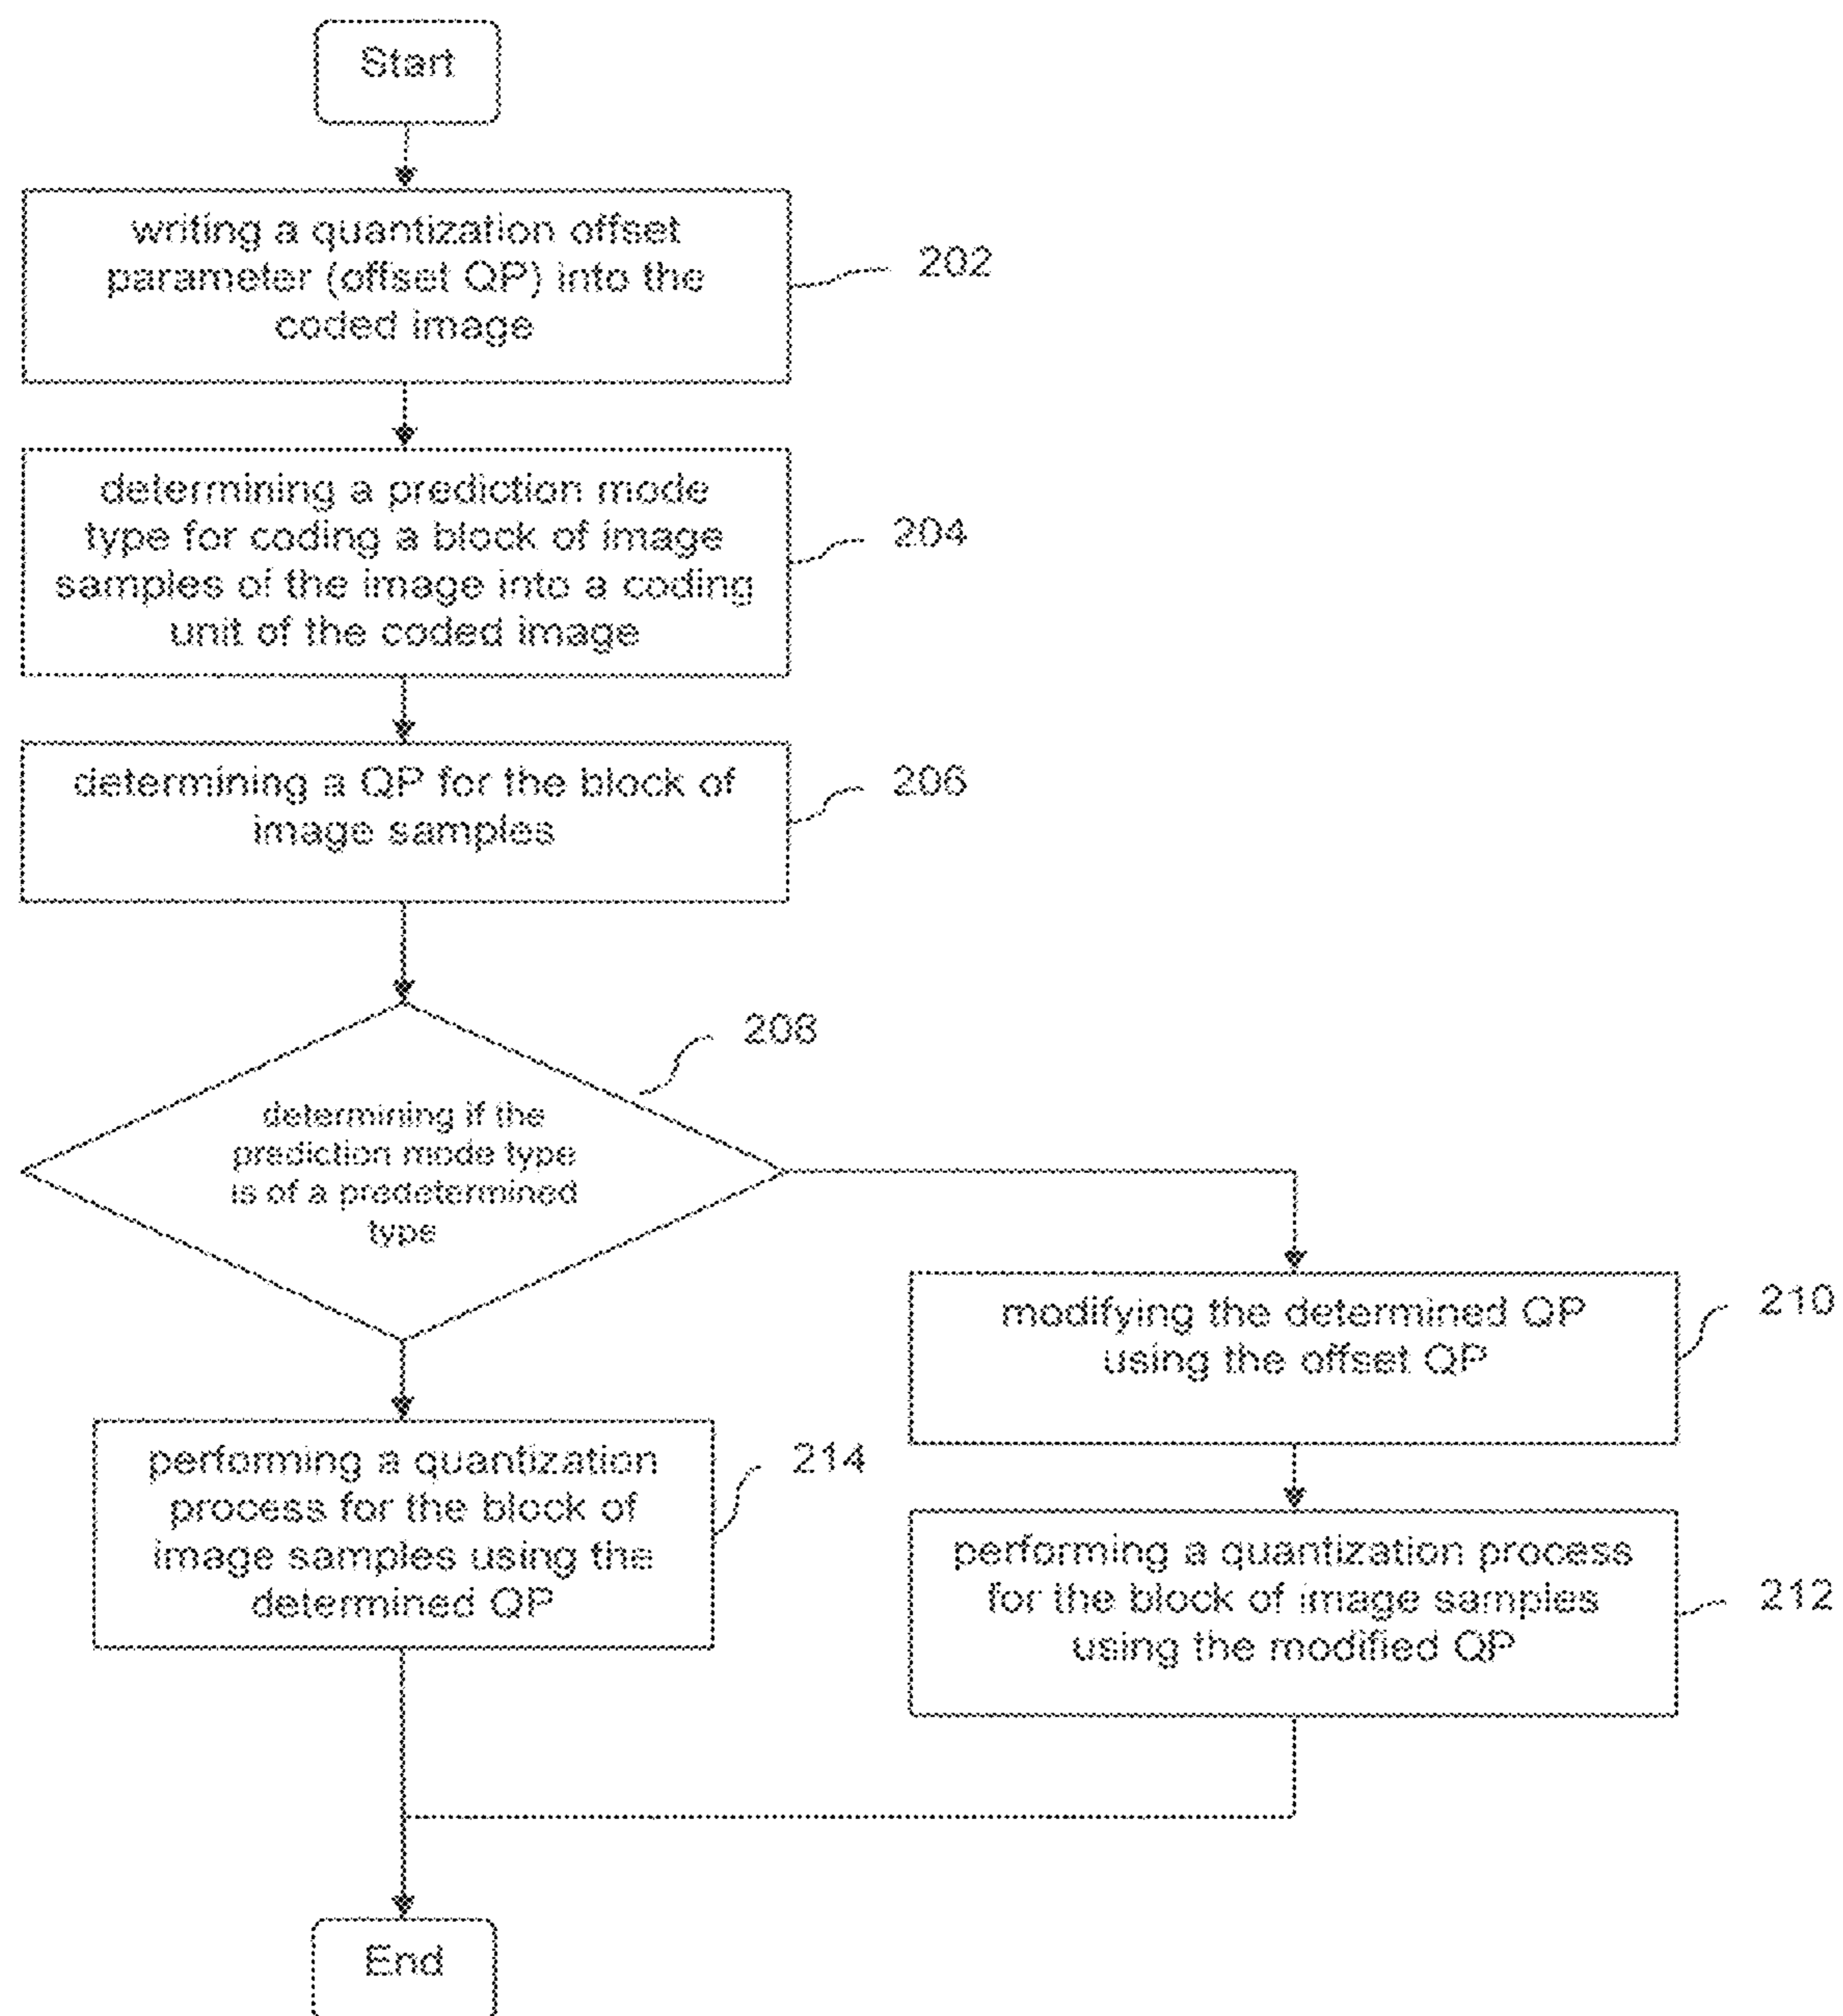 Start
writing a quantization offset
parameter (offset QP) into the
coded image
202
determining a prediction mode
type for coding a block of image
samples of the image into a coding
unit of the coded image
204
determining a QP for the block of
image samples
206
208
determining if the
prediction mode type
is of a predetermined
type
modifying the determined QP
using the offset QP
210
performing a quantization
process for the block of
image samples using the
determined QP
214
performing a quantization process
for the block of image samples
using the modified QP
212
End